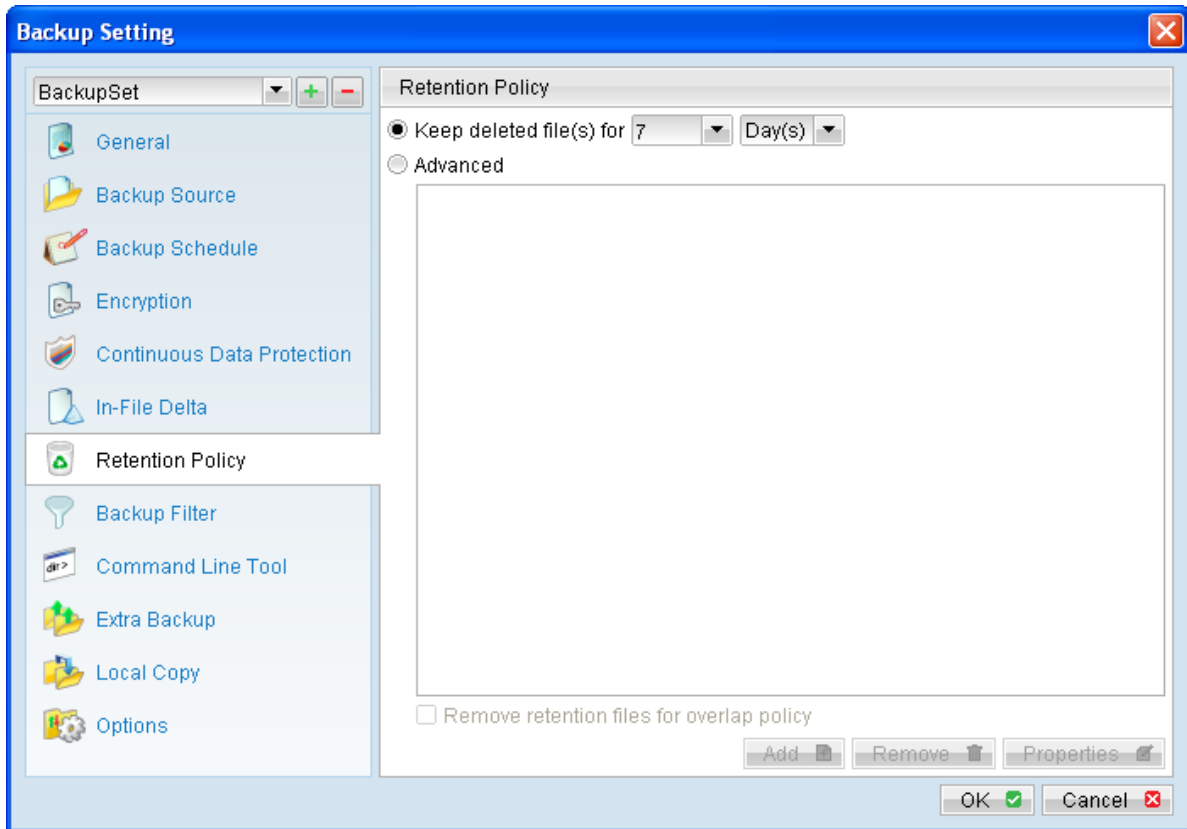 Backup Setting
BackupSet
General
Backup Source
Backup Schedule
Encryption
Continuous Data Protection
In-File Delta
Retention Policy
Backup Filter
dir>
Command Line Tool
Extra Backup
Local Copy
Options
Retention Policy
Keep deleted file(s) for 7 Day(s)
Advanced
Remove retention files for overlap policy
Add Remove Properties
OK Cancel